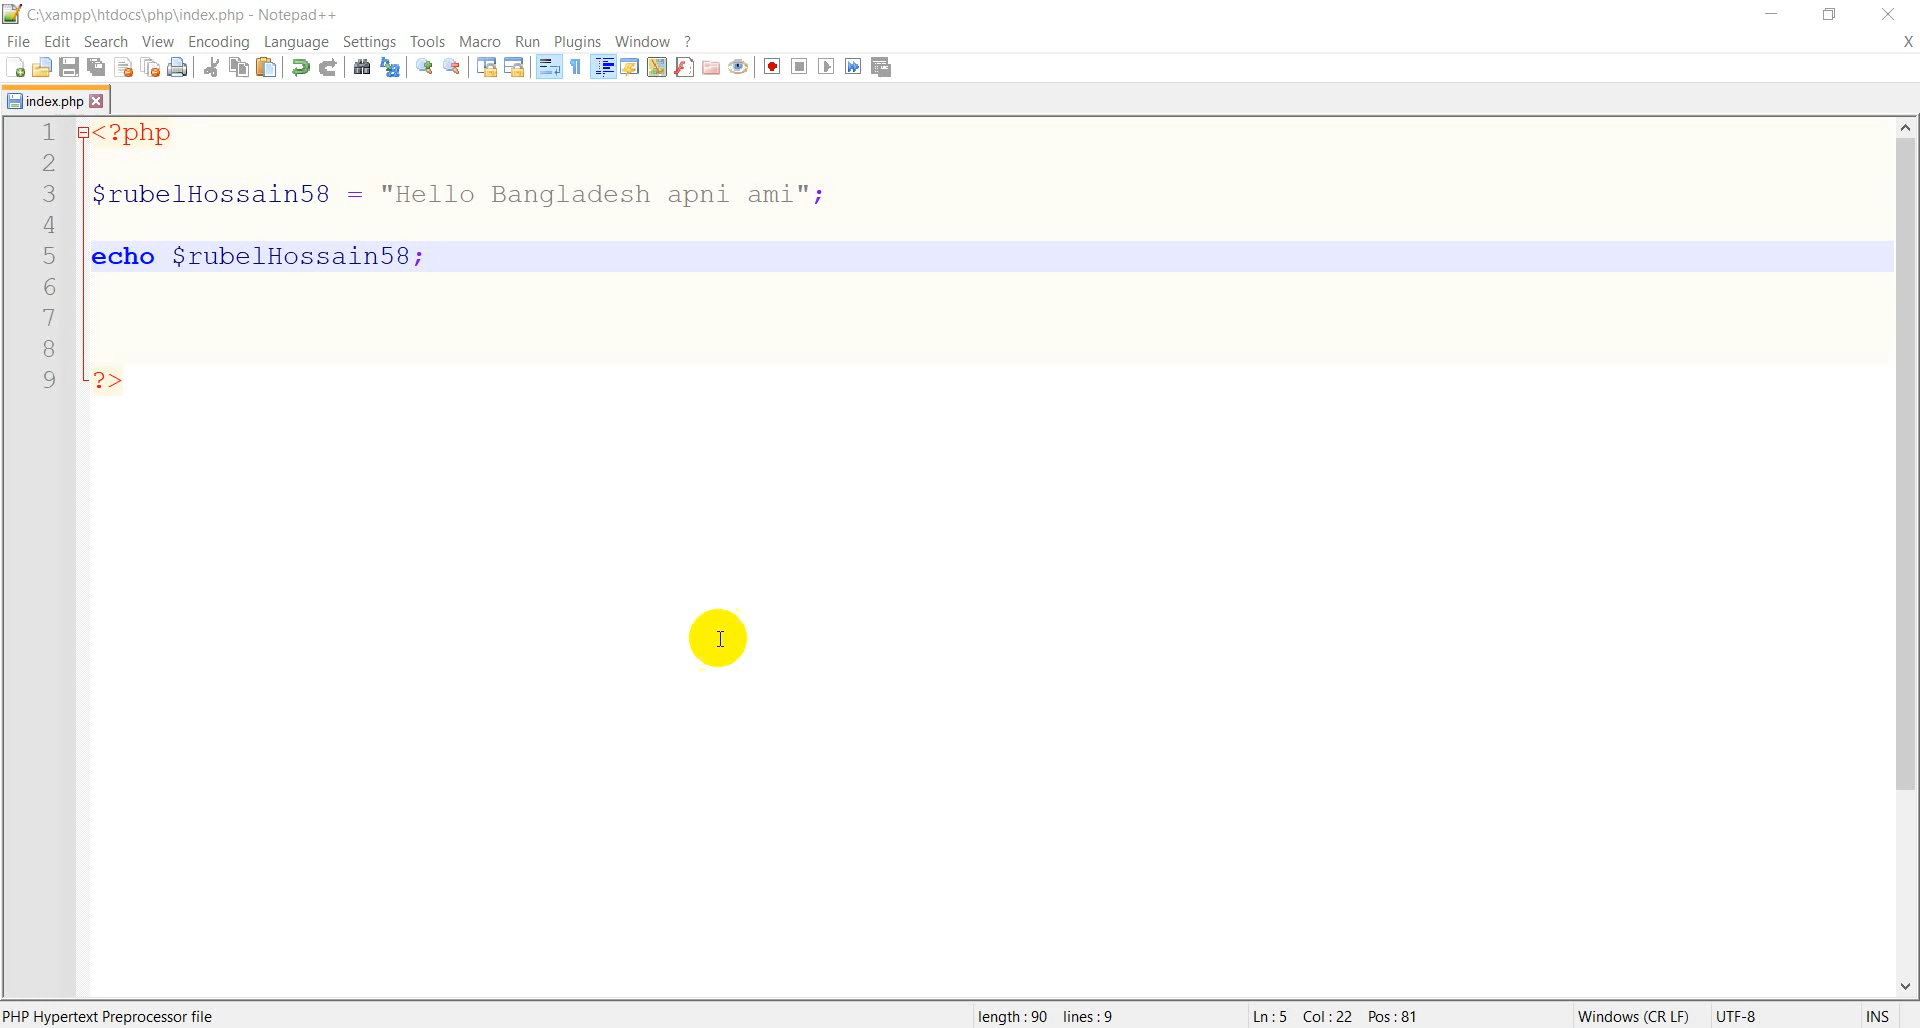 C:\xampp\htdocs\php\index.php - Notepad++
File Edit Search View Encoding Language Settings Tools Macro Run Plugins Window ? X
index.php
1 <?php
2
3 $rubelHossain58 = "Hello Bangladesh apni ami";
4
5 echo $rubelHossain58;
6
7
8
9 ?>
PHP Hypertext Preprocessor file length : 90 lines : 9 Ln : 5 Col : 22 Pos : 81 Windows (CR LF) UTF-8 INS